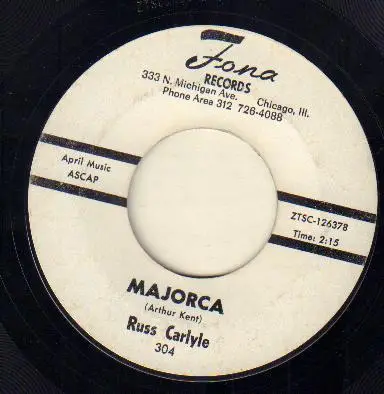 Fona
RECORDS
333 N. Michigan Ave. Chicago, Ill.
Phone Area 312 726-4088
April Music
ASCAP
ZTSC-126378
Time: 2:15
MAJORCA
(Arthur Kent)
Russ Carlyle
304